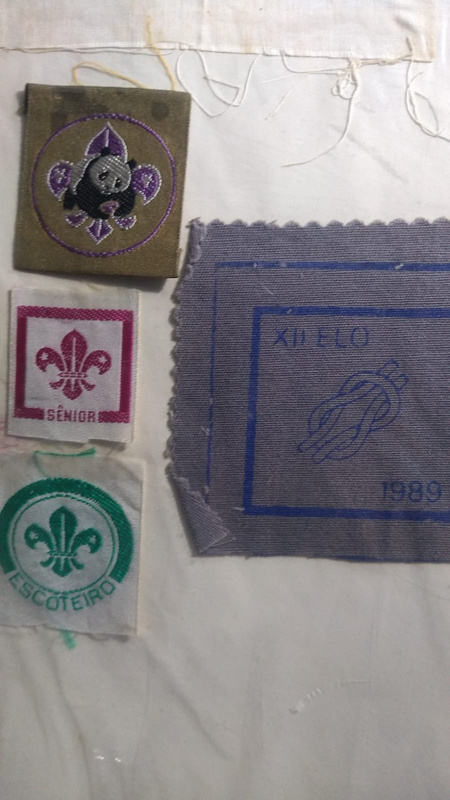 SÊNIOR
ESCOTEIRO
XII ELO
1989